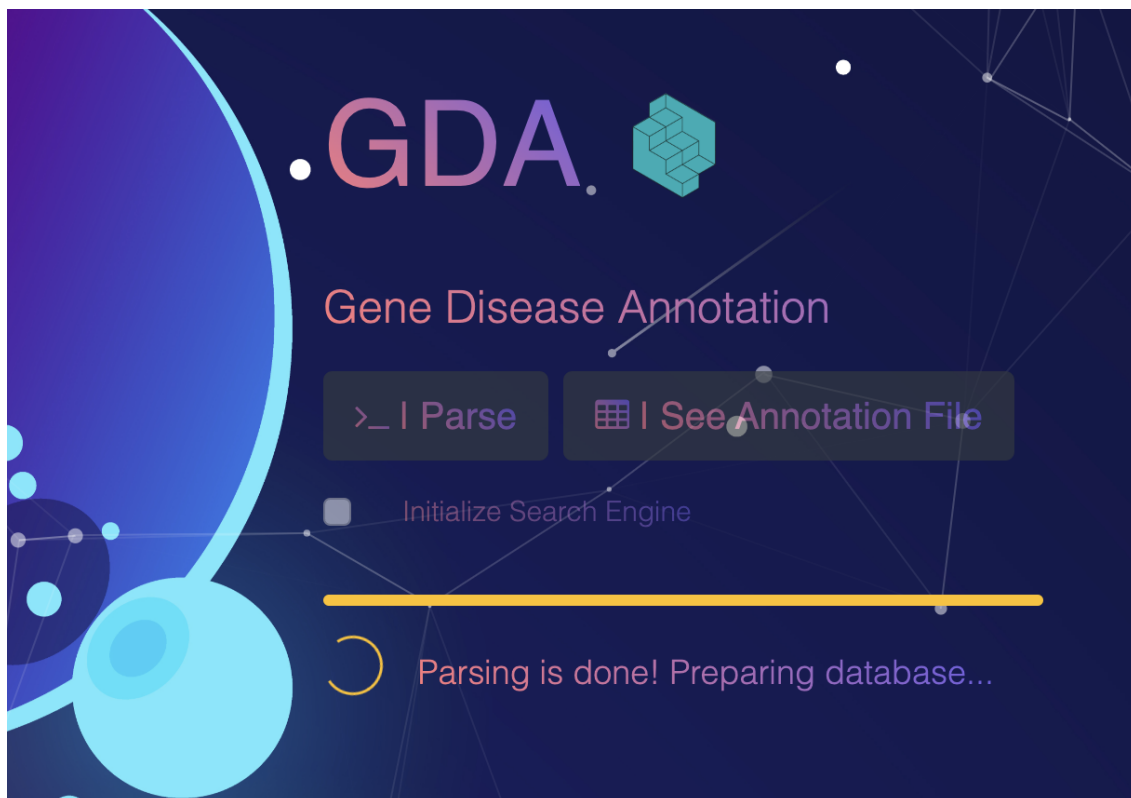 GDA
Gene Disease Annotation
>_ | Parse
| See Annotation File
Initialize Search Engine
Parsing is done! Preparing database...